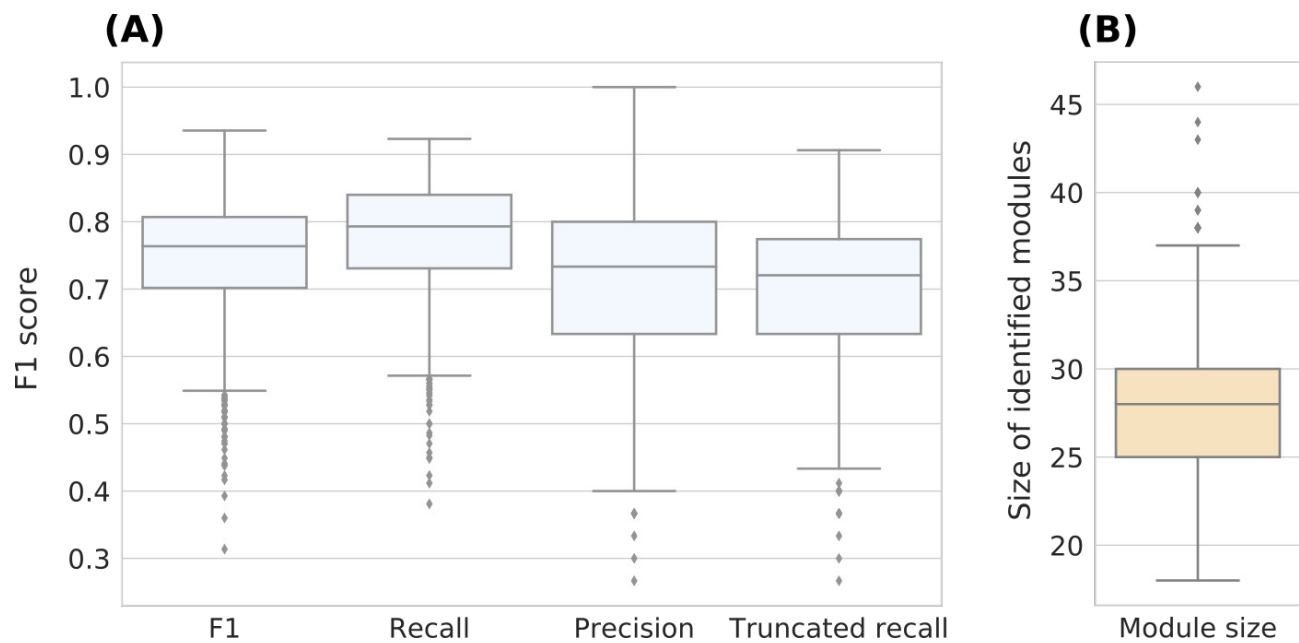 (A)
F1 score
1.0
0.9
0.8
0.7
0.6
0.5
0.4
0.3
F1 Recall Precision Truncated recall
(B)
Size of identified modules
45
40
35
30
25
20
Module size